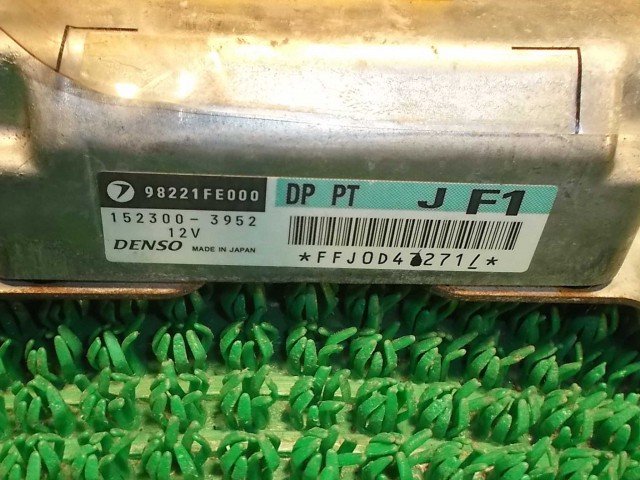 98221FE000 DP PT J F1
152300-3952
12V
DENSO MADE IN JAPAN